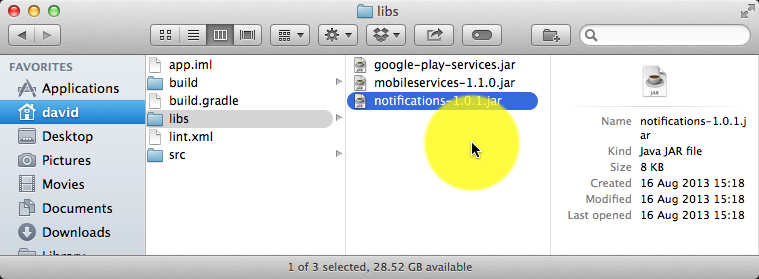 libs
FAVORITES
Applications
david
Desktop
Pictures
Movies
Documents
Downloads
Library
app.iml
build
build.gradle
libs
lint.xml
src
google-play-services.jar
mobileservices-1.1.0.jar
notifications-1.0.1.jar
JAR
Name notifications-1.0.1.j
ar
Kind Java JAR file
Size 8 KB
Created 16 Aug 2013 15:18
Modified 16 Aug 2013 15:18
Last opened 16 Aug 2013 15:18
1 of 3 selected, 28.52 GB available